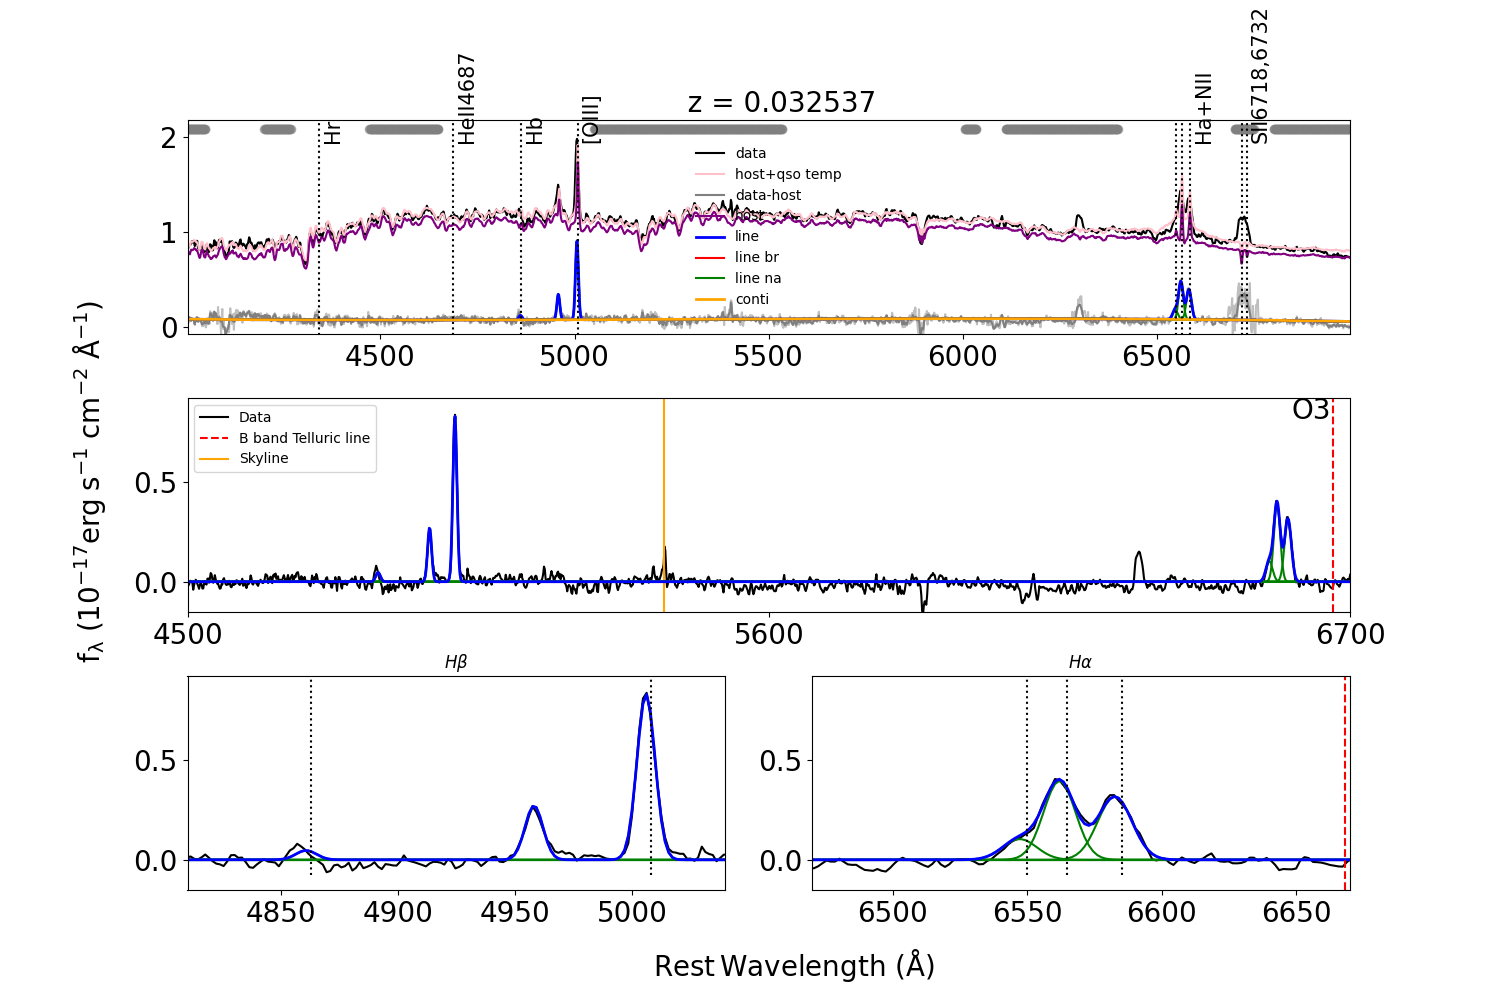 z = 0.032537
Hr
HeII4687
Hb
[OIII]
Ha+NII
SII6718,6732
data
host+qso temp
data-host
host
line
line br
line na
conti
2
1
0
4500 5000 5500 6000 6500
f_λ (10⁻¹⁷erg s⁻¹ cm⁻² Å⁻¹)
Data
B band Telluric line
Skyline
O3
0.5
0.0
4500 5600 6700
Hβ
0.5
0.0
4850 4900 4950 5000
Hα
0.5
0.0
6500 6550 6600 6650
Rest Wavelength (Å)